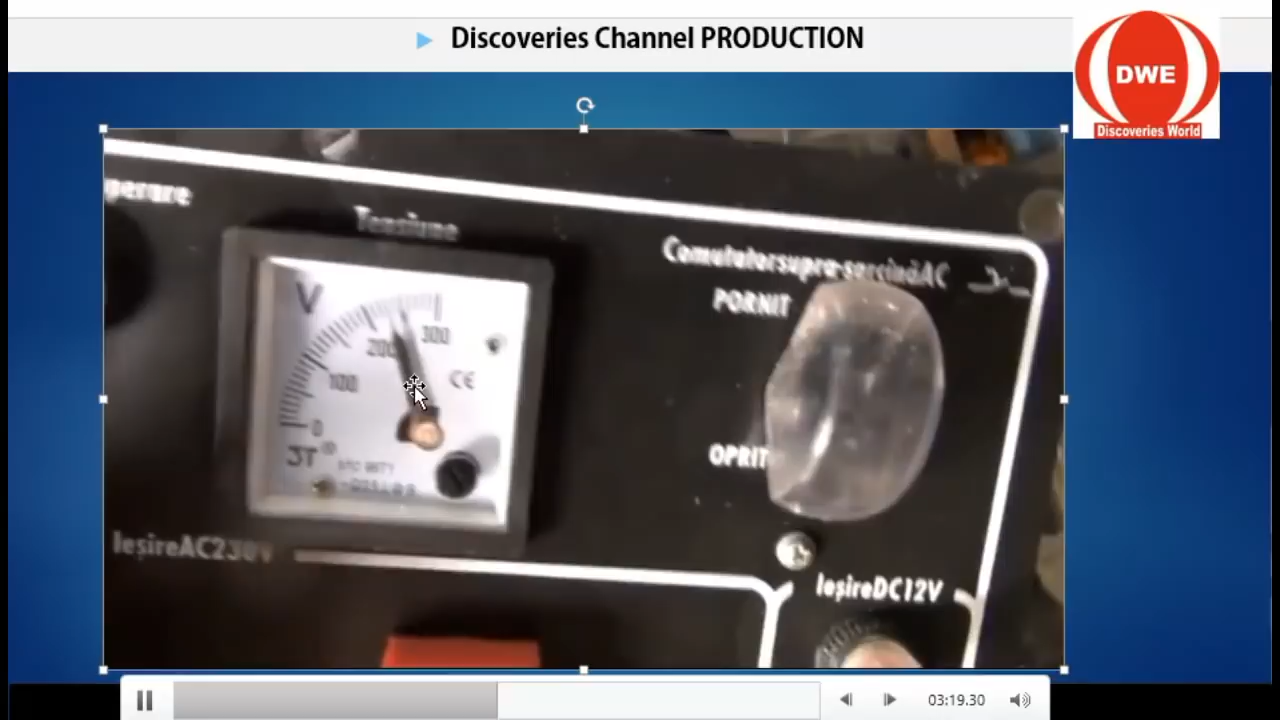 Discoveries Channel PRODUCTION
DWE
Discoveries World
Tensiune
Comutatorsupra-sarcinăAC
PORNIT
V
300
200
100
CE
0
OPRIT
3T
IeșireAC230V
IeșireDC12V
03:19.30